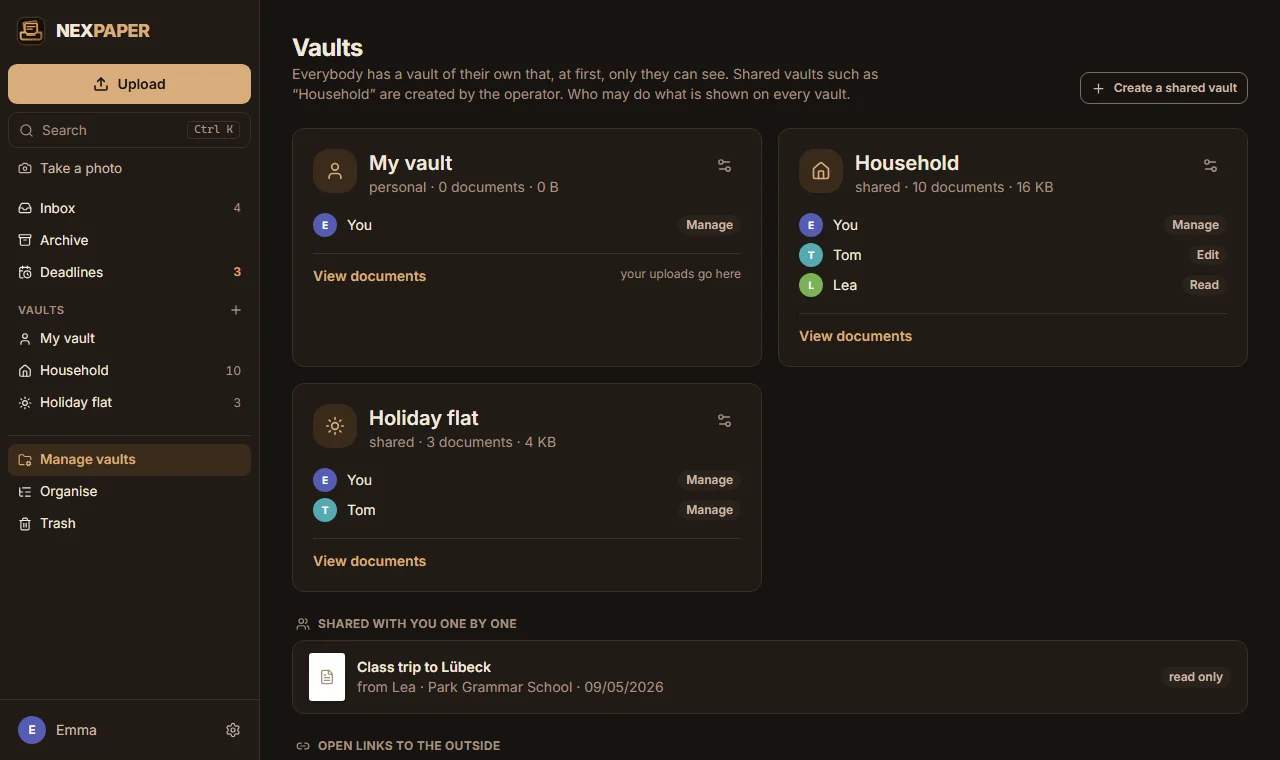 NEXPAPER
Upload
Search Ctrl K
Take a photo
Inbox 4
Archive
Deadlines 3
VAULTS
My vault
Household 10
Holiday flat 3
Manage vaults
Organise
Trash
E Emma
Vaults
Everybody has a vault of their own that, at first, only they can see. Shared vaults such as
“Household” are created by the operator. Who may do what is shown on every vault.
Create a shared vault
My vault
personal · 0 documents · 0 B
E You Manage
View documents your uploads go here
Household
shared · 10 documents · 16 KB
E You Manage
T Tom Edit
L Lea Read
View documents
Holiday flat
shared · 3 documents · 4 KB
E You Manage
T Tom Manage
View documents
SHARED WITH YOU ONE BY ONE
Class trip to Lübeck
from Lea · Park Grammar School · 09/05/2026
read only
OPEN LINKS TO THE OUTSIDE